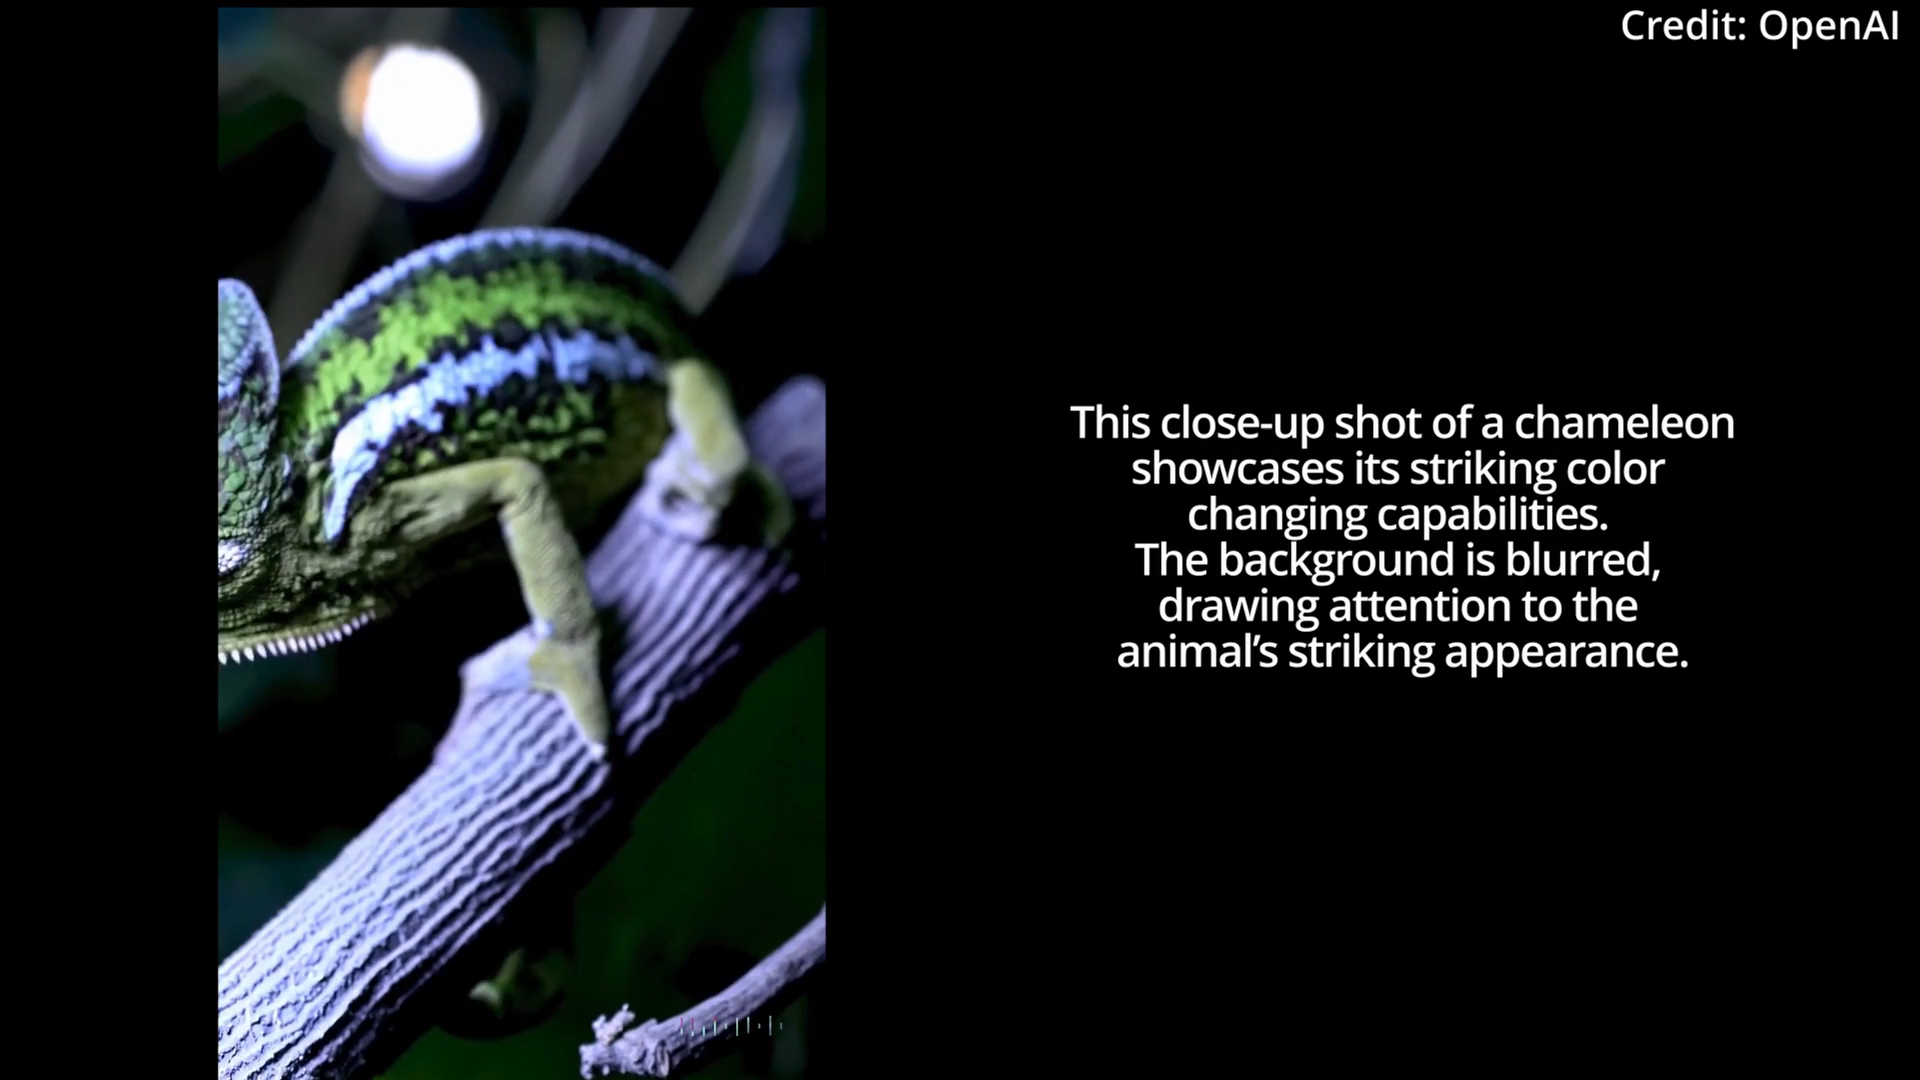 Credit: OpenAI
This close-up shot of a chameleon
showcases its striking color
changing capabilities.
The background is blurred,
drawing attention to the
animal’s striking appearance.